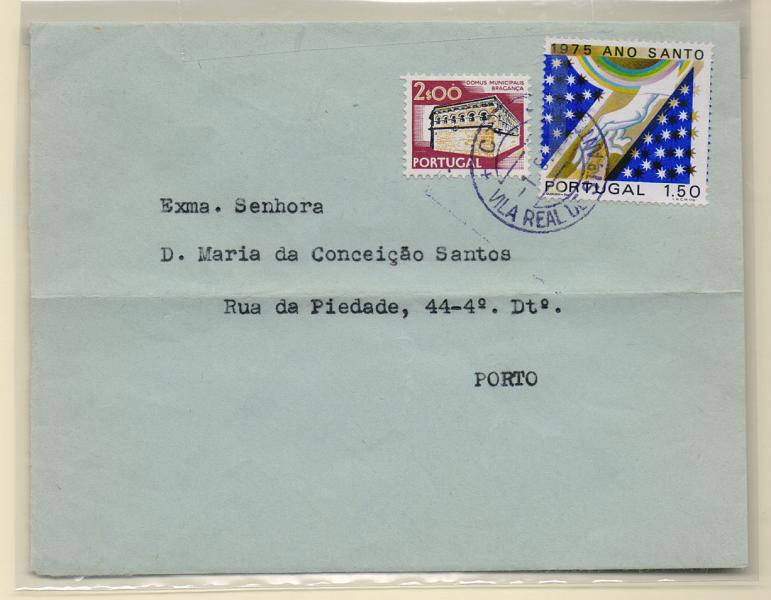 1975 ANO SANTO
2$00
DOMUS MUNICIPALIS
BRAGANÇA
PORTUGAL
PORTUGAL 1.50
VILA REAL DE
Exma. Senhora
D. Maria da Conceição Santos
Rua da Piedade, 44-4º. Dtº.
PORTO